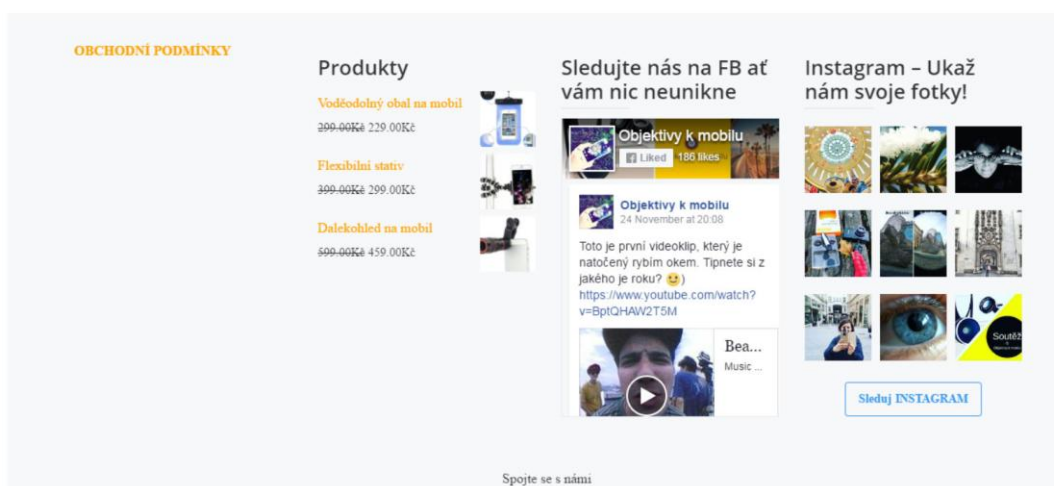 OBCHODNÍ PODMÍNKY
Produkty
Voděodolný obal na mobil
299.00Kč 229.00Kč
Flexibilní stativ
399.00Kč 299.00Kč
Dalekohled na mobil
599.00Kč 459.00Kč
Sledujte nás na FB ať
vám nic neunikne
Objektivy k mobilu
Liked 186 likes
Objektivy k mobilu
24 November at 20:08
Toto je první videoklip, který je
natočený rybím okem. Tipnete si z
jakého je roku? 😉)
https://www.youtube.com/watch?
v=BptQHAW2T5M
Bea...
Music ...
Instagram – Ukaž
nám svoje fotky!
Soutěž
Sleduj INSTAGRAM
Spojte se s námi